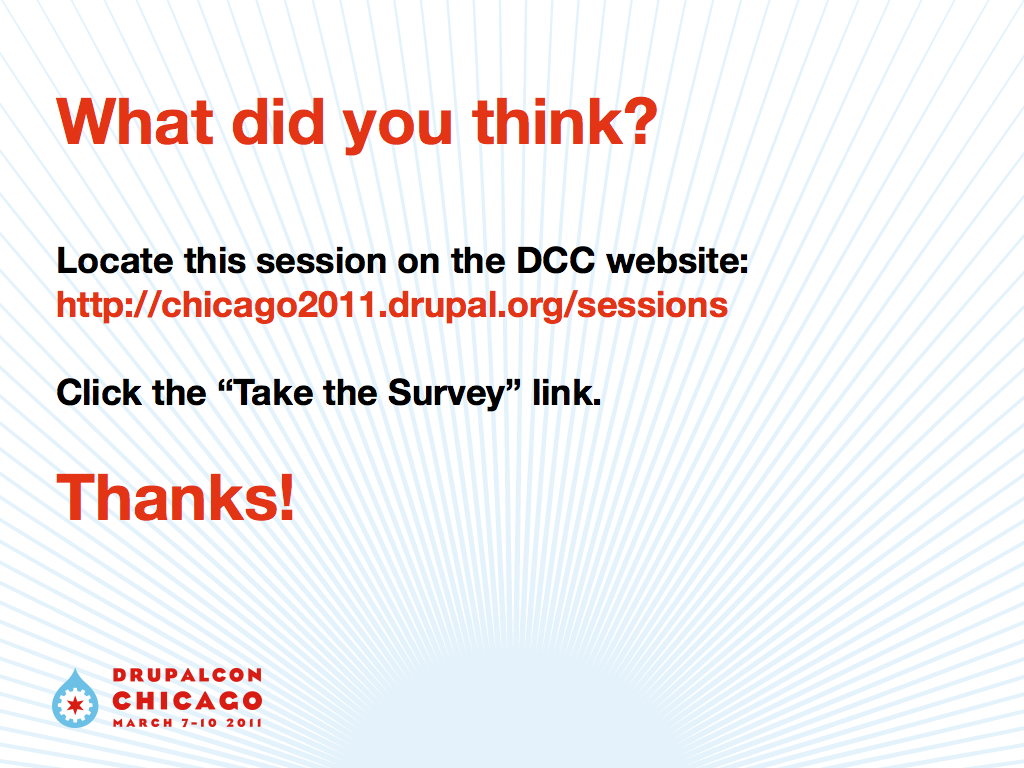 What did you think?
Locate this session on the DCC website:
http://chicago2011.drupal.org/sessions
Click the “Take the Survey” link.
Thanks!
DRUPALCON
CHICAGO
MARCH 7-10 2011